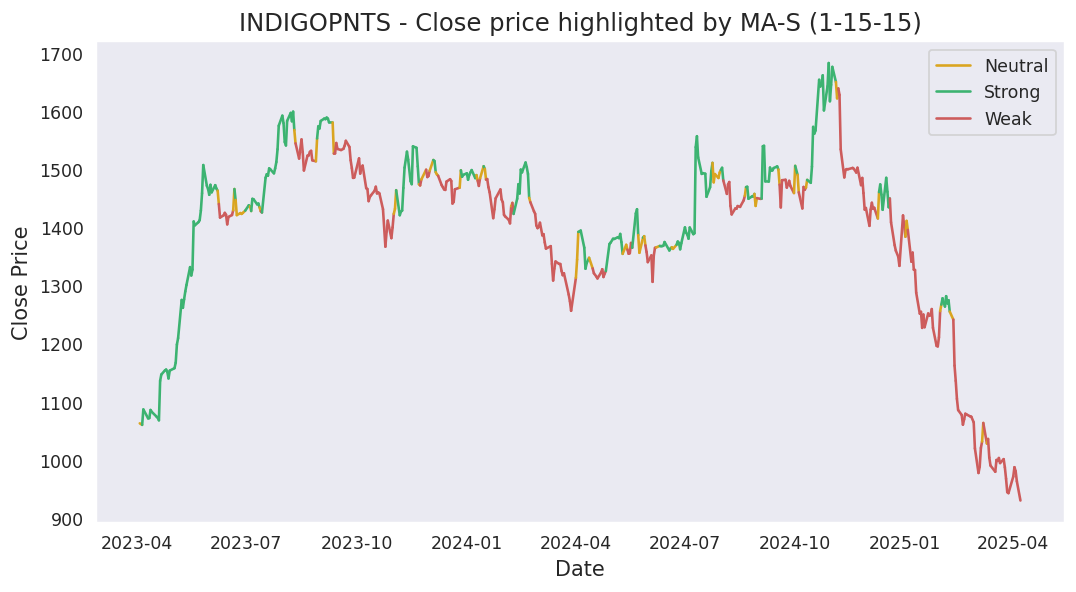 INDIGOPNTS - Close price highlighted by MA-S (1-15-15)
Neutral
Strong
Weak
Close Price
1700
1600
1500
1400
1300
1200
1100
1000
900
2023-04 2023-07 2023-10 2024-01 2024-04 2024-07 2024-10 2025-01 2025-04
Date